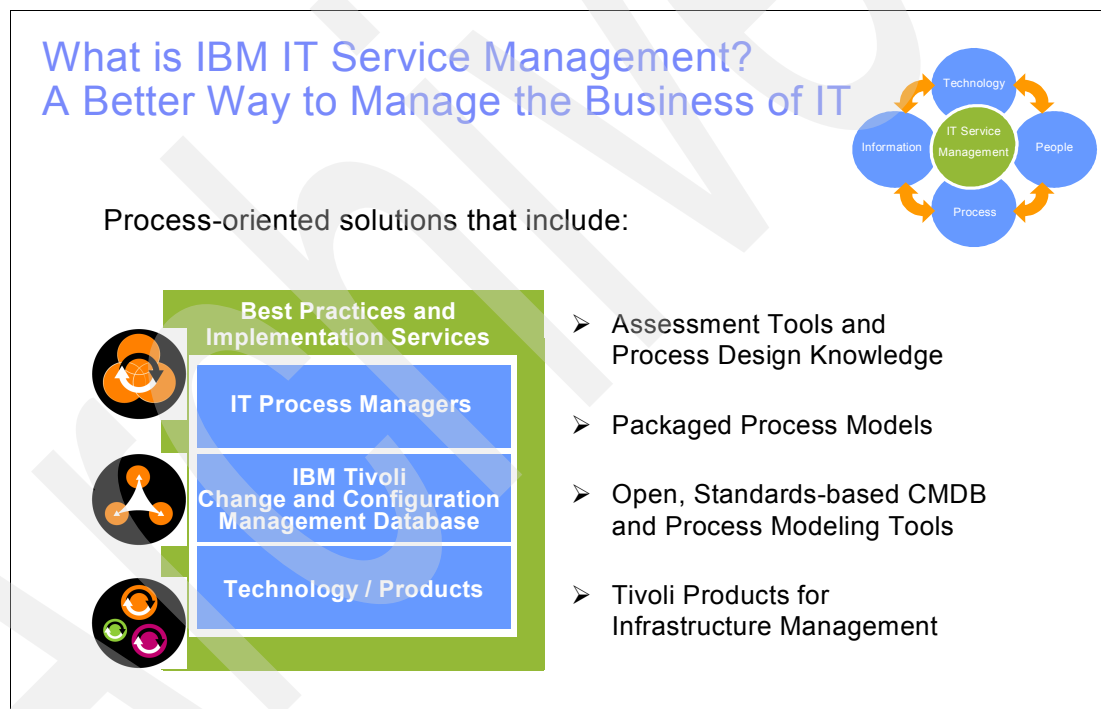 What is IBM IT Service Management?
A Better Way to Manage the Business of IT
Technology
IT Service
Management
Information
People
Process
Process-oriented solutions that include:
Best Practices and
Implementation Services
IT Process Managers
IBM Tivoli
Change and Configuration
Management Database
Technology / Products
➢ Assessment Tools and
Process Design Knowledge
➢ Packaged Process Models
➢ Open, Standards-based CMDB
and Process Modeling Tools
➢ Tivoli Products for
Infrastructure Management